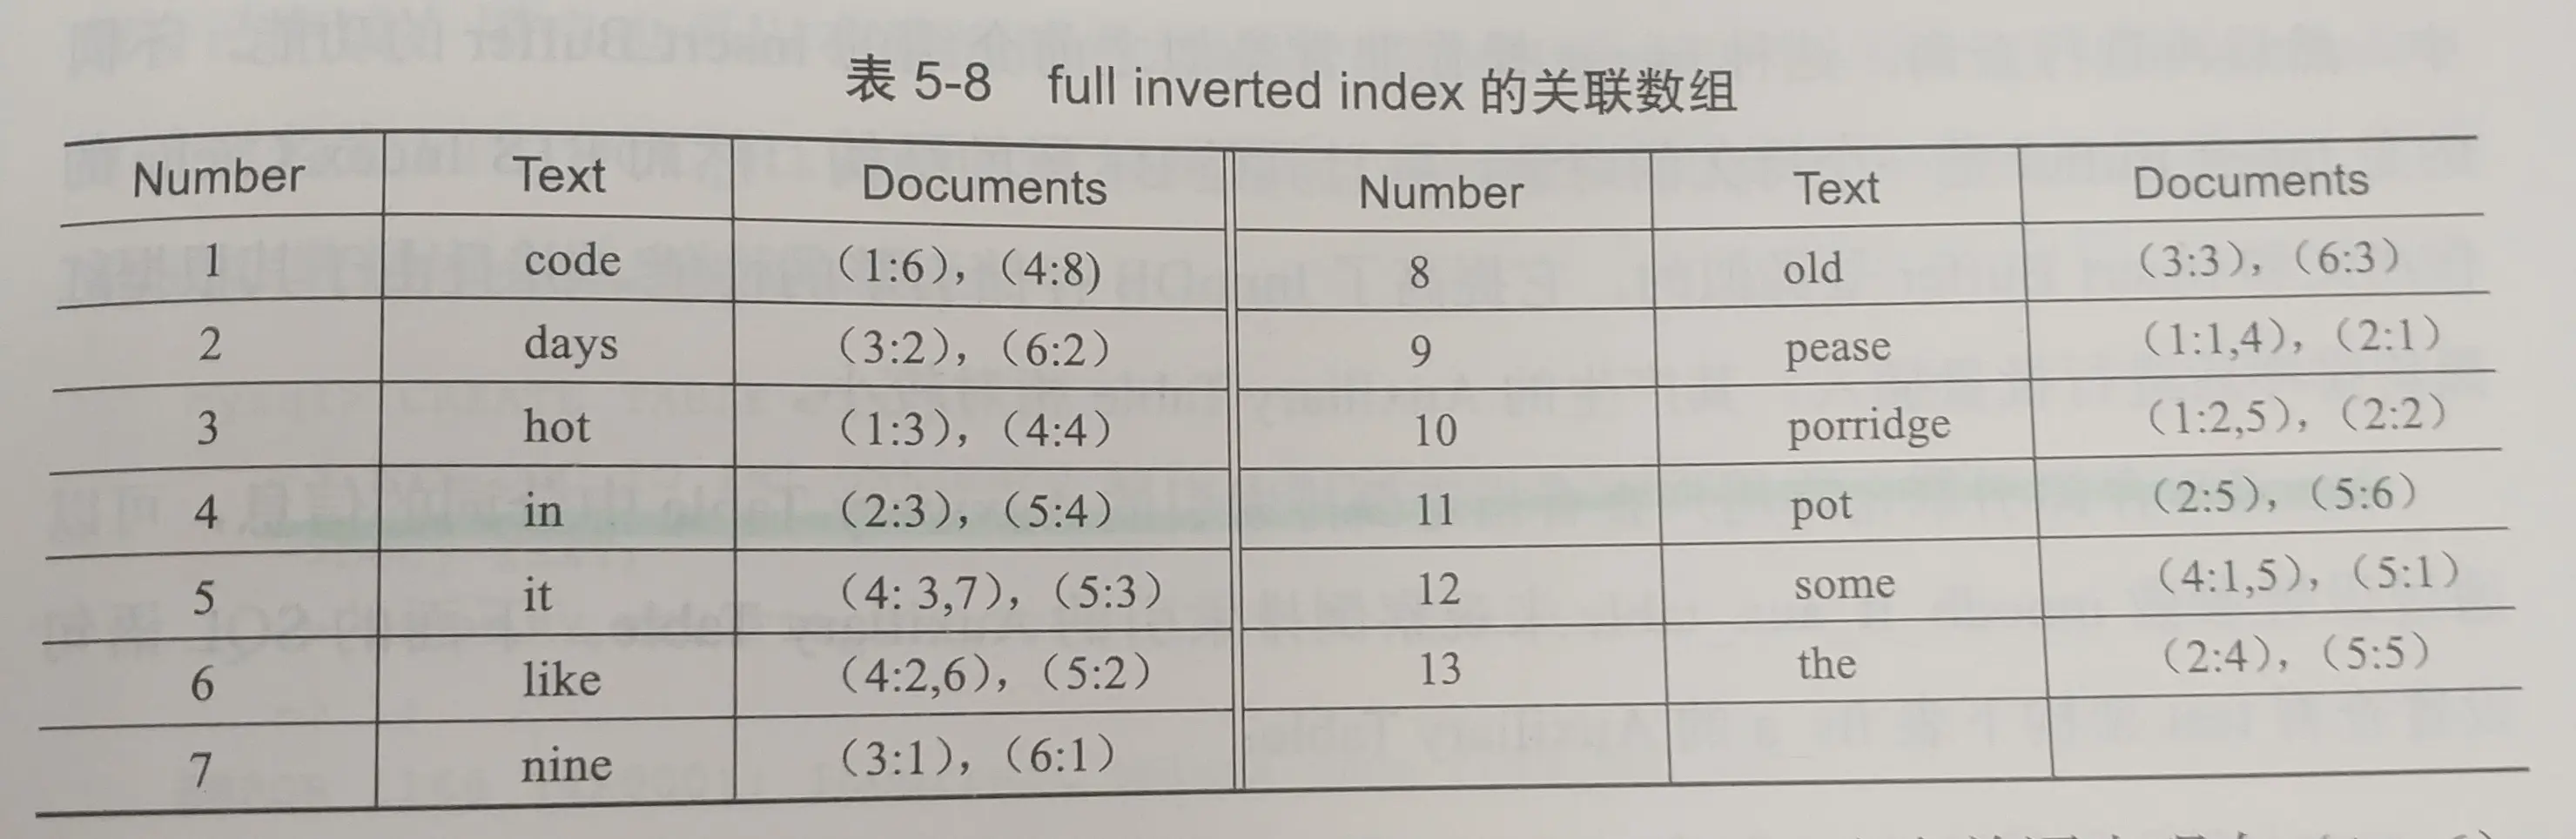 表 5-8 full inverted index 的关联数组
Number Text Documents Number Text Documents
1 code （1:6），（4:8） 8 old （3:3），（6:3）
2 days （3:2），（6:2） 9 pease （1:1,4），（2:1）
3 hot （1:3），（4:4） 10 porridge （1:2,5），（2:2）
4 in （2:3），（5:4） 11 pot （2:5），（5:6）
5 it （4: 3,7），（5:3） 12 some （4:1,5），（5:1）
6 like （4:2,6），（5:2） 13 the （2:4），（5:5）
7 nine （3:1），（6:1）